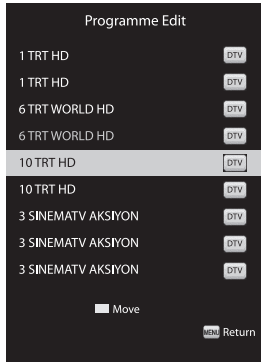 Programme Edit
1 TRT HD DTV
1 TRT HD DTV
6 TRT WORLD HD DTV
6 TRT WORLD HD DTV
10 TRT HD DTV
10 TRT HD DTV
3 SINEMATV AKSIYON DTV
3 SINEMATV AKSIYON DTV
3 SINEMATV AKSIYON DTV
Move
MENU Return